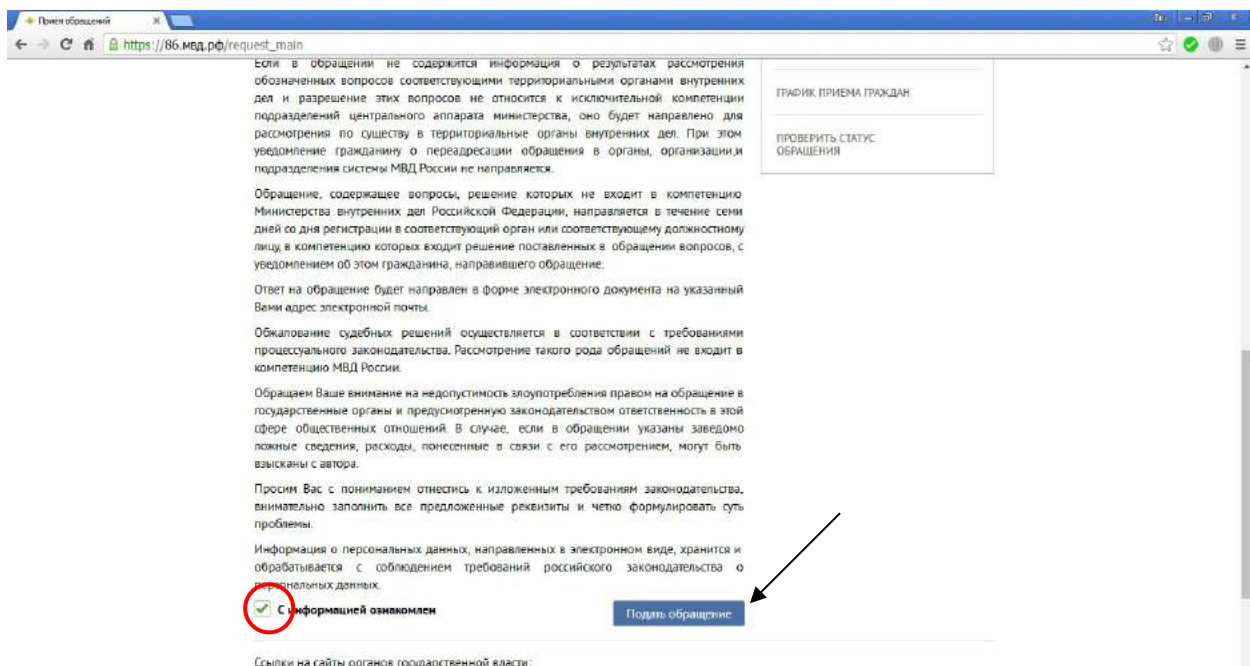 Приём обращений
https://86.мвд.рф/request_main
Если в обращении не содержится информация о результатах рассмотрения
обозначенных вопросов соответствующими территориальными органами внутренних
дел и разрешение этих вопросов не относится к исключительной компетенции
подразделений центрального аппарата министерства, оно будет направлено для
рассмотрения по существу в территориальные органы внутренних дел. При этом
уведомление гражданину о переадресации обращения в органы, организации и
подразделения системы МВД России не направляется.
Обращение, содержащее вопросы, решение которых не входит в компетенцию
Министерства внутренних дел Российской Федерации, направляется в течение семи
дней со дня регистрации в соответствующий орган или соответствующему должностному
лицу, в компетенцию которых входит решение поставленных в обращении вопросов, с
уведомлением об этом гражданина, направившего обращение.
Ответ на обращение будет направлен в форме электронного документа на указанный
Вами адрес электронной почты.
Обжалование судебных решений осуществляется в соответствии с требованиями
процессуального законодательства. Рассмотрение такого рода обращений не входит в
компетенцию МВД России.
Обращаем Ваше внимание на недопустимость злоупотребления правом на обращение в
государственные органы и предусмотренную законодательством ответственность в этой
сфере общественных отношений. В случае, если в обращении указаны заведомо
ложные сведения, расходы, понесенные в связи с его рассмотрением, могут быть
взысканы с автора.
Просим Вас с пониманием отнестись к изложенным требованиям законодательства,
внимательно заполнить все предложенные реквизиты и четко формулировать суть
проблемы.
Информация о персональных данных, направленных в электронном виде, хранится и
обрабатывается с соблюдением требований российского законодательства о
персональных данных.
С информацией ознакомлен
Подать обращение
Ссылки на сайты органов государственной власти:
ГРАФИК ПРИЕМА ГРАЖДАН
ПРОВЕРИТЬ СТАТУС
ОБРАЩЕНИЯ